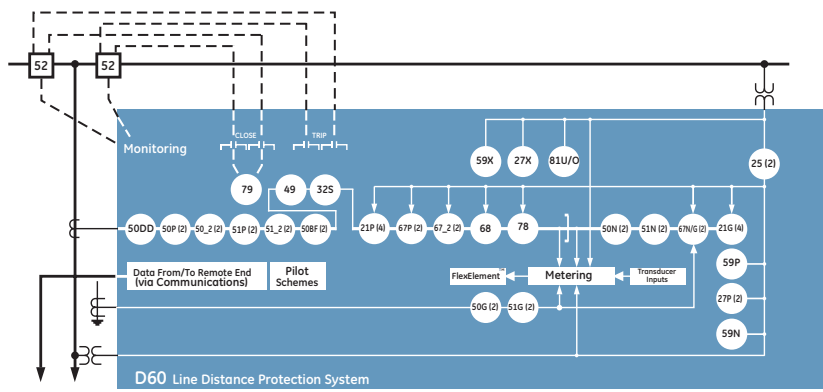 52
52
CLOSE
TRIP
Monitoring
59X
27X
81U/O
25 (2)
79
49
32S
50DD
50P (2)
50_2 (2)
51P (2)
51_2 (2)
50BF (2)
21P (4)
67P (2)
67_2 (2)
68
78
50N (2)
51N (2)
67N/G (2)
21G (4)
59P
Data From/To Remote End
(via Communications)
Pilot
Schemes
FlexElement™
Metering
Transducer
Inputs
50G (2)
51G (2)
27P (2)
59N
D60 Line Distance Protection System